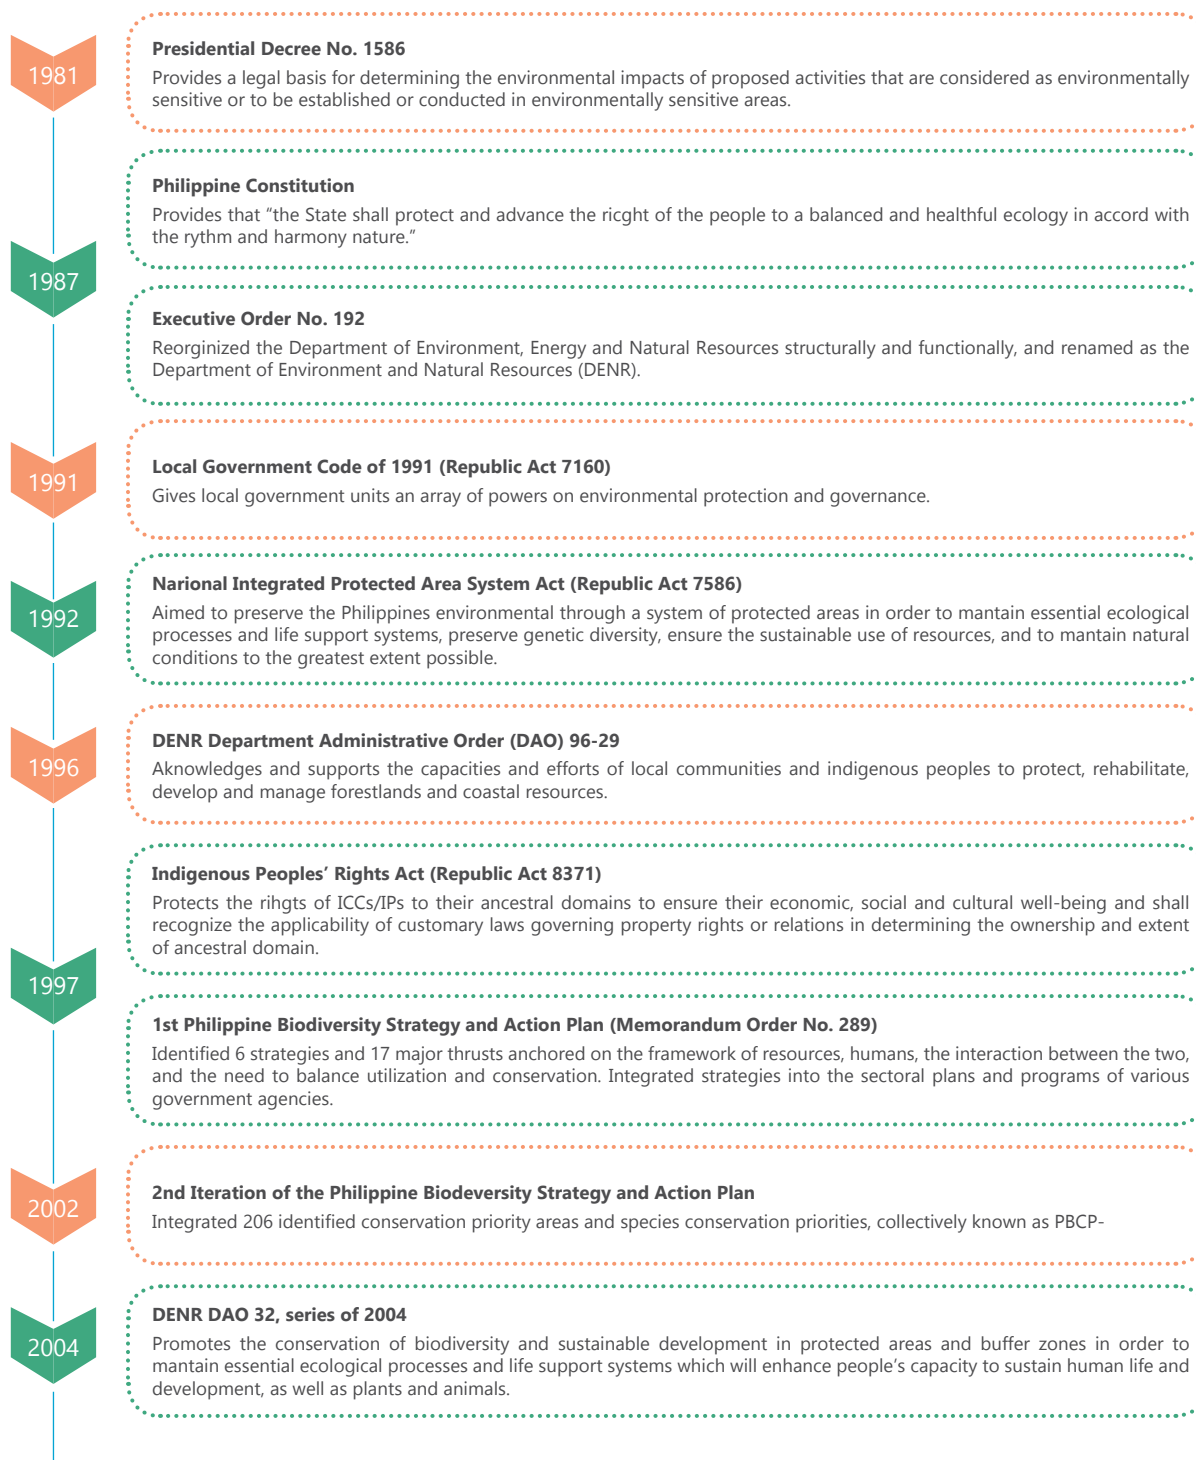 1981
Presidential Decree No. 1586
Provides a legal basis for determining the environmental impacts of proposed activities that are considered as environmentally
sensitive or to be established or conducted in environmentally sensitive areas.
Philippine Constitution
Provides that “the State shall protect and advance the ricght of the people to a balanced and healthful ecology in accord with
the rythm and harmony nature.”
1987
Executive Order No. 192
Reorginized the Department of Environment, Energy and Natural Resources structurally and functionally, and renamed as the
Department of Environment and Natural Resources (DENR).
1991
Local Government Code of 1991 (Republic Act 7160)
Gives local government units an array of powers on environmental protection and governance.
1992
Narional Integrated Protected Area System Act (Republic Act 7586)
Aimed to preserve the Philippines environmental through a system of protected areas in order to mantain essential ecological
processes and life support systems, preserve genetic diversity, ensure the sustainable use of resources, and to mantain natural
conditions to the greatest extent possible.
1996
DENR Department Administrative Order (DAO) 96-29
Aknowledges and supports the capacities and efforts of local communities and indigenous peoples to protect, rehabilitate,
develop and manage forestlands and coastal resources.
Indigenous Peoples’ Rights Act (Republic Act 8371)
Protects the rihgts of ICCs/IPs to their ancestral domains to ensure their economic, social and cultural well-being and shall
recognize the applicability of customary laws governing property rights or relations in determining the ownership and extent
of ancestral domain.
1997
1st Philippine Biodiversity Strategy and Action Plan (Memorandum Order No. 289)
Identified 6 strategies and 17 major thrusts anchored on the framework of resources, humans, the interaction between the two,
and the need to balance utilization and conservation. Integrated strategies into the sectoral plans and programs of various
government agencies.
2002
2nd Iteration of the Philippine Biodeversity Strategy and Action Plan
Integrated 206 identified conservation priority areas and species conservation priorities, collectively known as PBCP-
2004
DENR DAO 32, series of 2004
Promotes the conservation of biodiversity and sustainable development in protected areas and buffer zones in order to
mantain essential ecological processes and life support systems which will enhance people’s capacity to sustain human life and
development, as well as plants and animals.